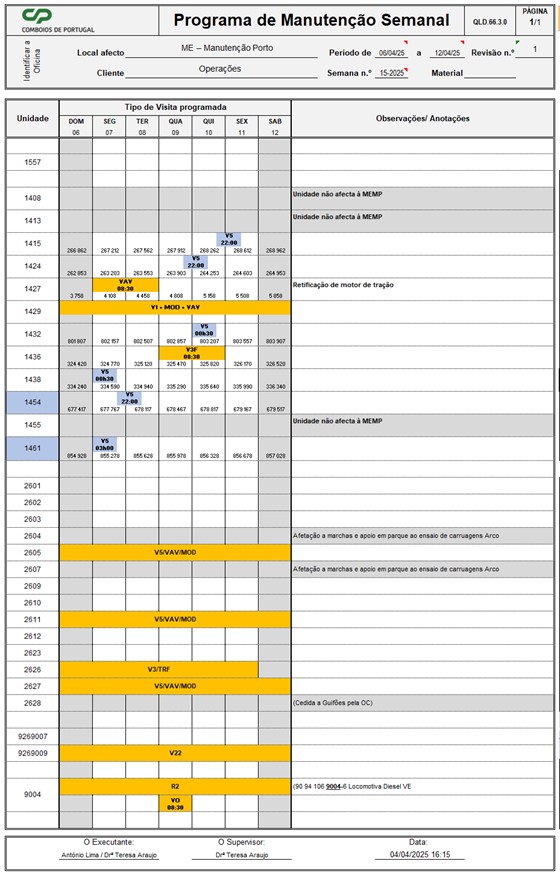 CP
COMBOIOS DE PORTUGAL
Programa de Manutenção Semanal
QLD.66.3.0
PÁGINA
1/1
Identificar a Oficina
Local afecto ME – Manutenção Porto
Período de 06/04/25 a 12/04/25 Revisão n.º 1
Cliente Operações
Semana n.º 15-2025 Material
Unidade Tipo de Visita programada Observações/ Anotações
DOM SEG TER QUA QUI SEX SAB
06 07 08 09 10 11 12
1557
1408 Unidade não afecta à MEMP
1413 Unidade não afecta à MEMP
1415 V5 22:00
266 862 267 212 267 562 267 912 268 262 268 612 268 962
1424 V5 22:00
262 853 263 203 263 553 263 903 264 253 264 603 264 953
1427 VAV 08:30 Retificação de motor de tração
3 758 4 108 4 458 4 808 5 158 5 508 5 858
1429 V1 + MOD + VAV
1432 V5 00h30
801 807 802 157 802 507 802 857 803 207 803 557 803 907
1436 V3F 08:30
324 420 324 770 325 120 325 470 325 820 326 170 326 520
1438 V5 00h30
334 240 334 590 334 940 335 290 335 640 335 990 336 340
1454 V5 22:00
677 417 677 767 678 117 678 467 678 817 679 167 679 517
1455 Unidade não afecta à MEMP
1461 V5 03h00
854 928 855 278 855 628 855 978 856 328 856 678 857 028
2601
2602
2603
2604 Afetação a marchas e apoio em parque ao ensaio de carruagens Arco
2605 V5/VAV/MOD
2607 Afetação a marchas e apoio em parque ao ensaio de carruagens Arco
2609
2610
2611 V5/VAV/MOD
2612
2623
2626 V3/TRF
2627 V5/VAV/MOD
2628 (Cedida a Guifões pela OC)
9269007
9269009 V22
9004 R2 (90 94 106 9004-6 Locomotiva Diesel VE
VO 08:30
O Executante: O Supervisor: Data:
António Lima / Drª Teresa Araujo Drª Teresa Araujo 04/04/2025 16:15